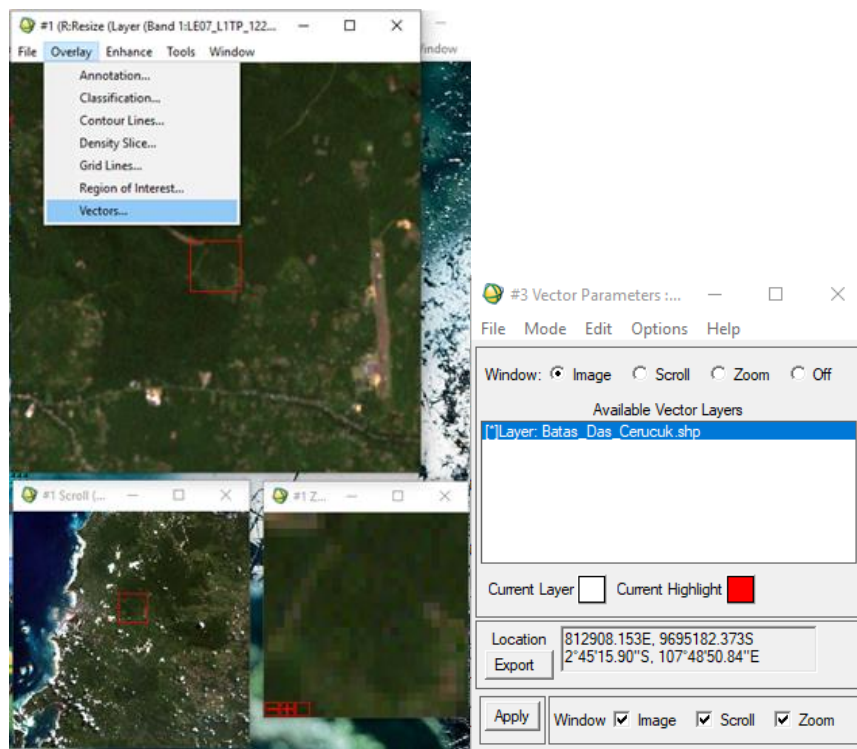 #1 (R:Resize (Layer (Band 1:LE07_L1TP_122...
File Overlay Enhance Tools Window
Annotation...
Classification...
Contour Lines...
Density Slice...
Grid Lines...
Region of Interest...
Vectors...
#1 Scroll (...
#1 Z...
#3 Vector Parameters :...
File Mode Edit Options Help
Window: Image Scroll Zoom Off
Available Vector Layers
[*]Layer: Batas_Das_Cerucuk.shp
Current Layer Current Highlight
Location 812908.153E, 9695182.373S
Export 2°45'15.90"S, 107°48'50.84"E
Apply Window Image Scroll Zoom